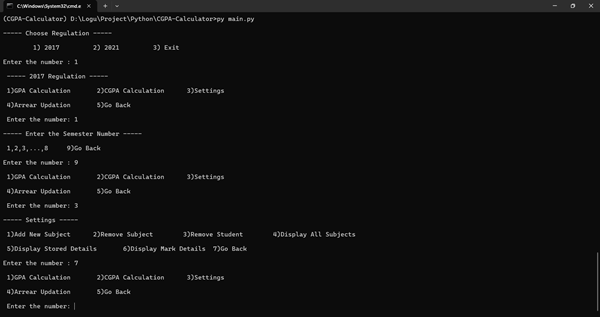 C:\Windows\System32\cmd.e
(CGPA-Calculator) D:\Logu\Project\Python\CGPA-Calculator>py main.py
----- Choose Regulation -----
1) 2017 2) 2021 3) Exit
Enter the number : 1
----- 2017 Regulation -----
1)GPA Calculation 2)CGPA Calculation 3)Settings
4)Arrear Updation 5)Go Back
Enter the number: 1
----- Enter the Semester Number -----
1,2,3,...,8 9)Go Back
Enter the number : 9
1)GPA Calculation 2)CGPA Calculation 3)Settings
4)Arrear Updation 5)Go Back
Enter the number: 3
----- Settings -----
1)Add New Subject 2)Remove Subject 3)Remove Student 4)Display All Subjects
5)Display Stored Details 6)Display Mark Details 7)Go Back
Enter the number : 7
1)GPA Calculation 2)CGPA Calculation 3)Settings
4)Arrear Updation 5)Go Back
Enter the number: